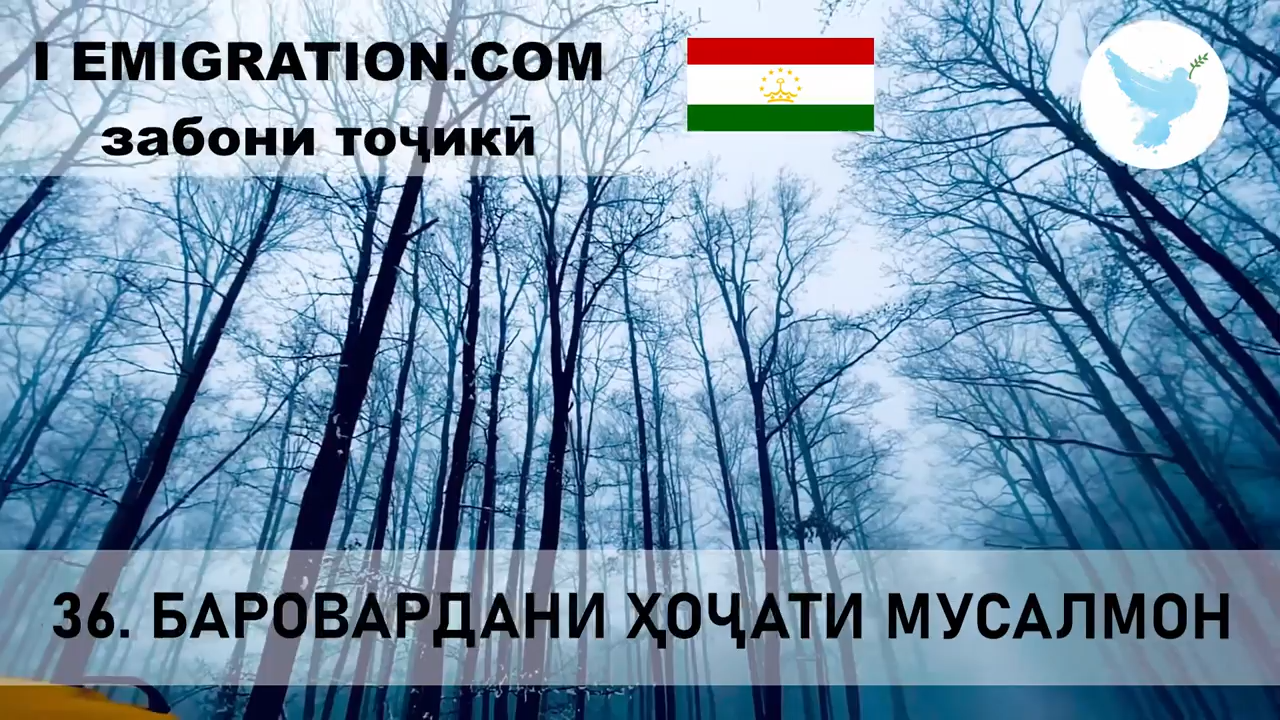 I EMIGRATION.COM
забони тоҷикӣ
36. БАРОВАРДАНИ ҲОҶАТИ МУСАЛМОН